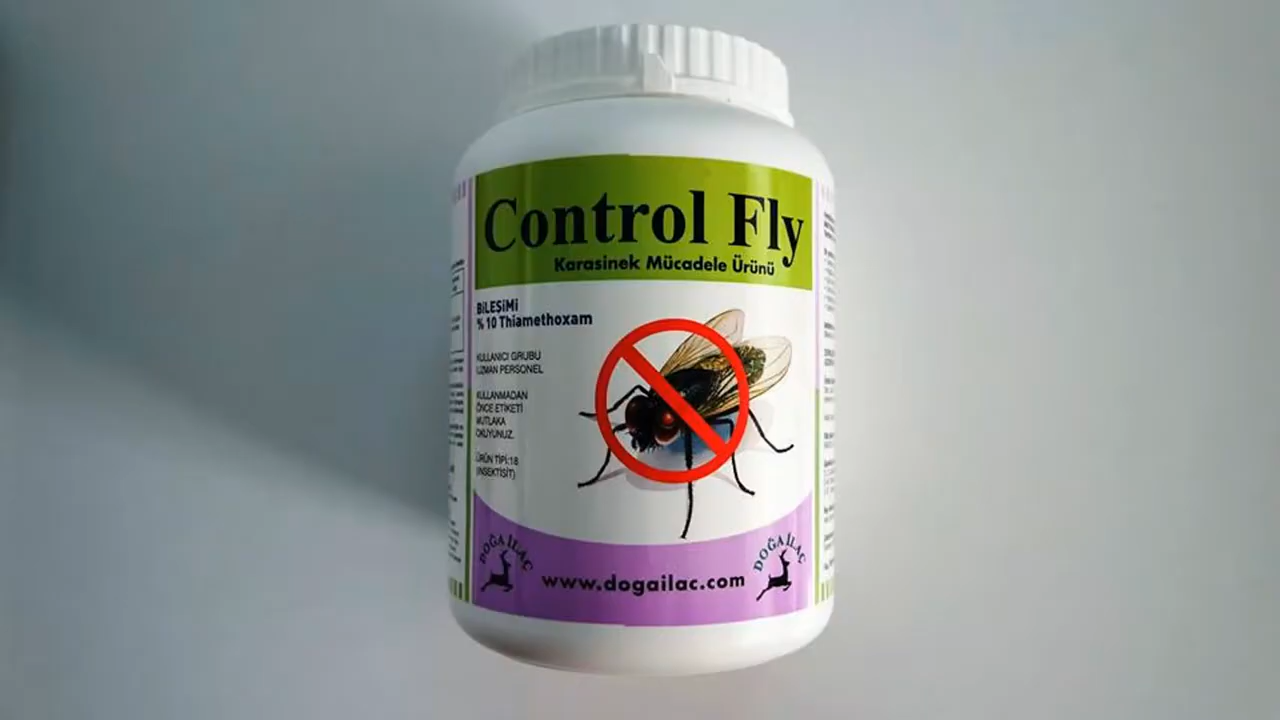 Control Fly
Karasinek Mücadele Ürünü
BiLEŞiMi
% 10 Thiamethoxam
KULLANICI GRUBU
UZMAN PERSONEL
KULLANMADAN
ÖNCE ETİKETİ
MUTLAKA
OKUYUNUZ.
ÜRÜN TİPİ:18
(İNSEKTİSİT)
DOĞA İLAÇ
www.dogailac.com
DOĞA İLAÇ